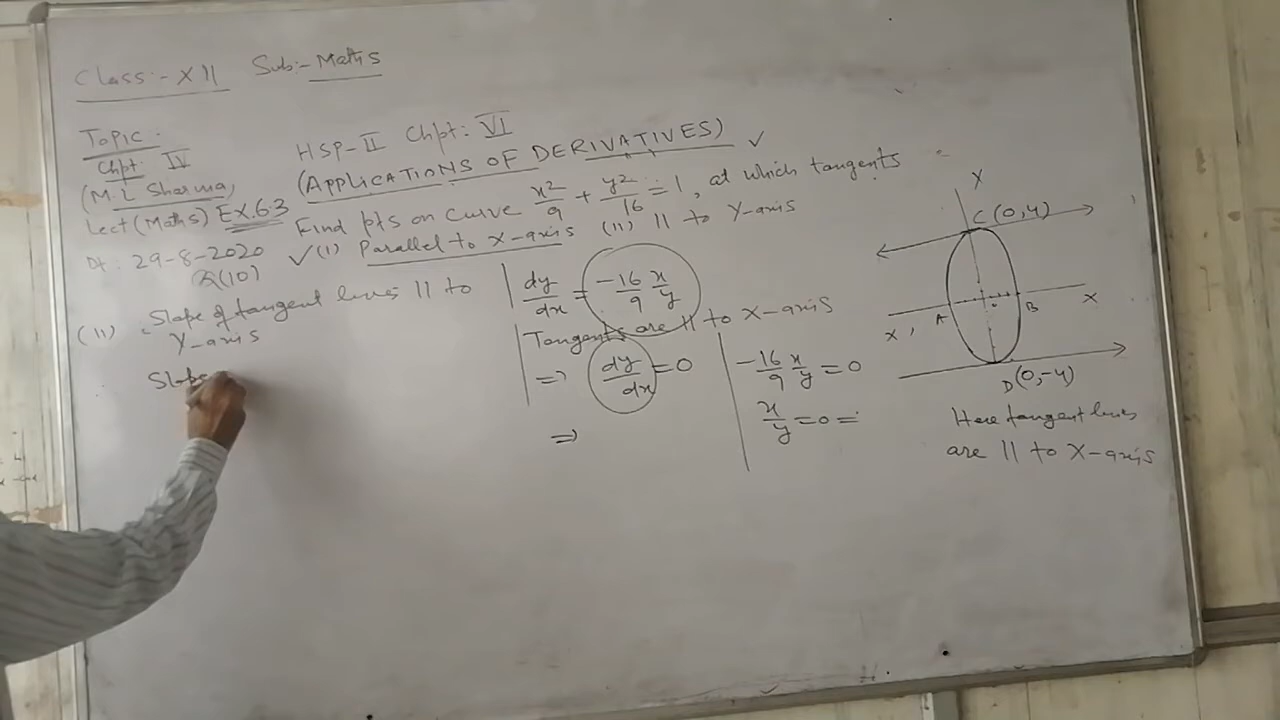 Class:- XII Sub:- Maths
Topic:
Chpt: IV
(M.L Sharma,
Lect (Maths)
Dt: 29-8-2020
HSP-II Chpt: VI
(APPLICATIONS OF DERIVATIVES) ✓
EX.6.3 Find pts on curve x²/9 + y²/16 = 1, at which tangents
✓(I) Parallel to X-axis (II) || to Y-axis
Q(10)
(II) Slope of tangent lines || to
Y-axis
Slope
dy/dx = -16/9 x/y
Tangents are || to X-axis
=> dy/dx = 0
=>
-16/9 x/y = 0
x/y = 0 =
Y
C (0,4)
X' A B X
D (0,-4)
Here tangent lines
are || to X-axis